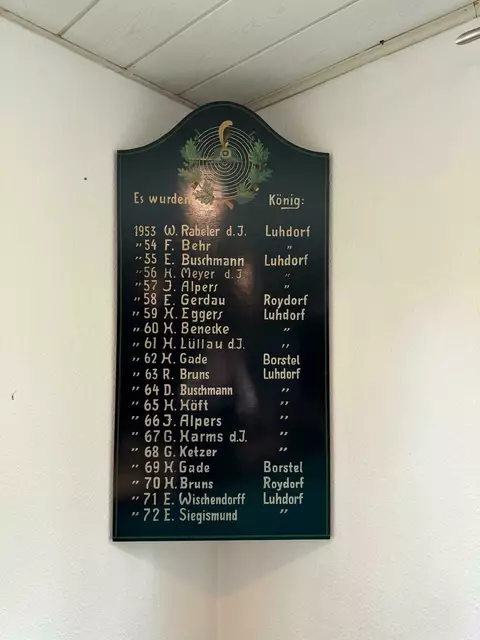 Es wurden König:
1953 W. Rabeler d.J. Luhdorf
" 54 F. Behr "
" 55 E. Buschmann Luhdorf
" 56 H. Meyer d.J. "
" 57 J. Alpers "
" 58 E. Gerdau Roydorf
" 59 H. Eggers Luhdorf
" 60 H. Benecke "
" 61 H. Lüllau d.J. "
" 62 H. Gade Borstel
" 63 R. Bruns Luhdorf
" 64 D. Buschmann "
" 65 H. Höft "
" 66 J. Alpers "
" 67 G. Harms d.J. "
" 68 G. Ketzer "
" 69 H. Gade Borstel
" 70 H. Bruns Roydorf
" 71 E. Wischendorff Luhdorf
" 72 E. Siegismund "